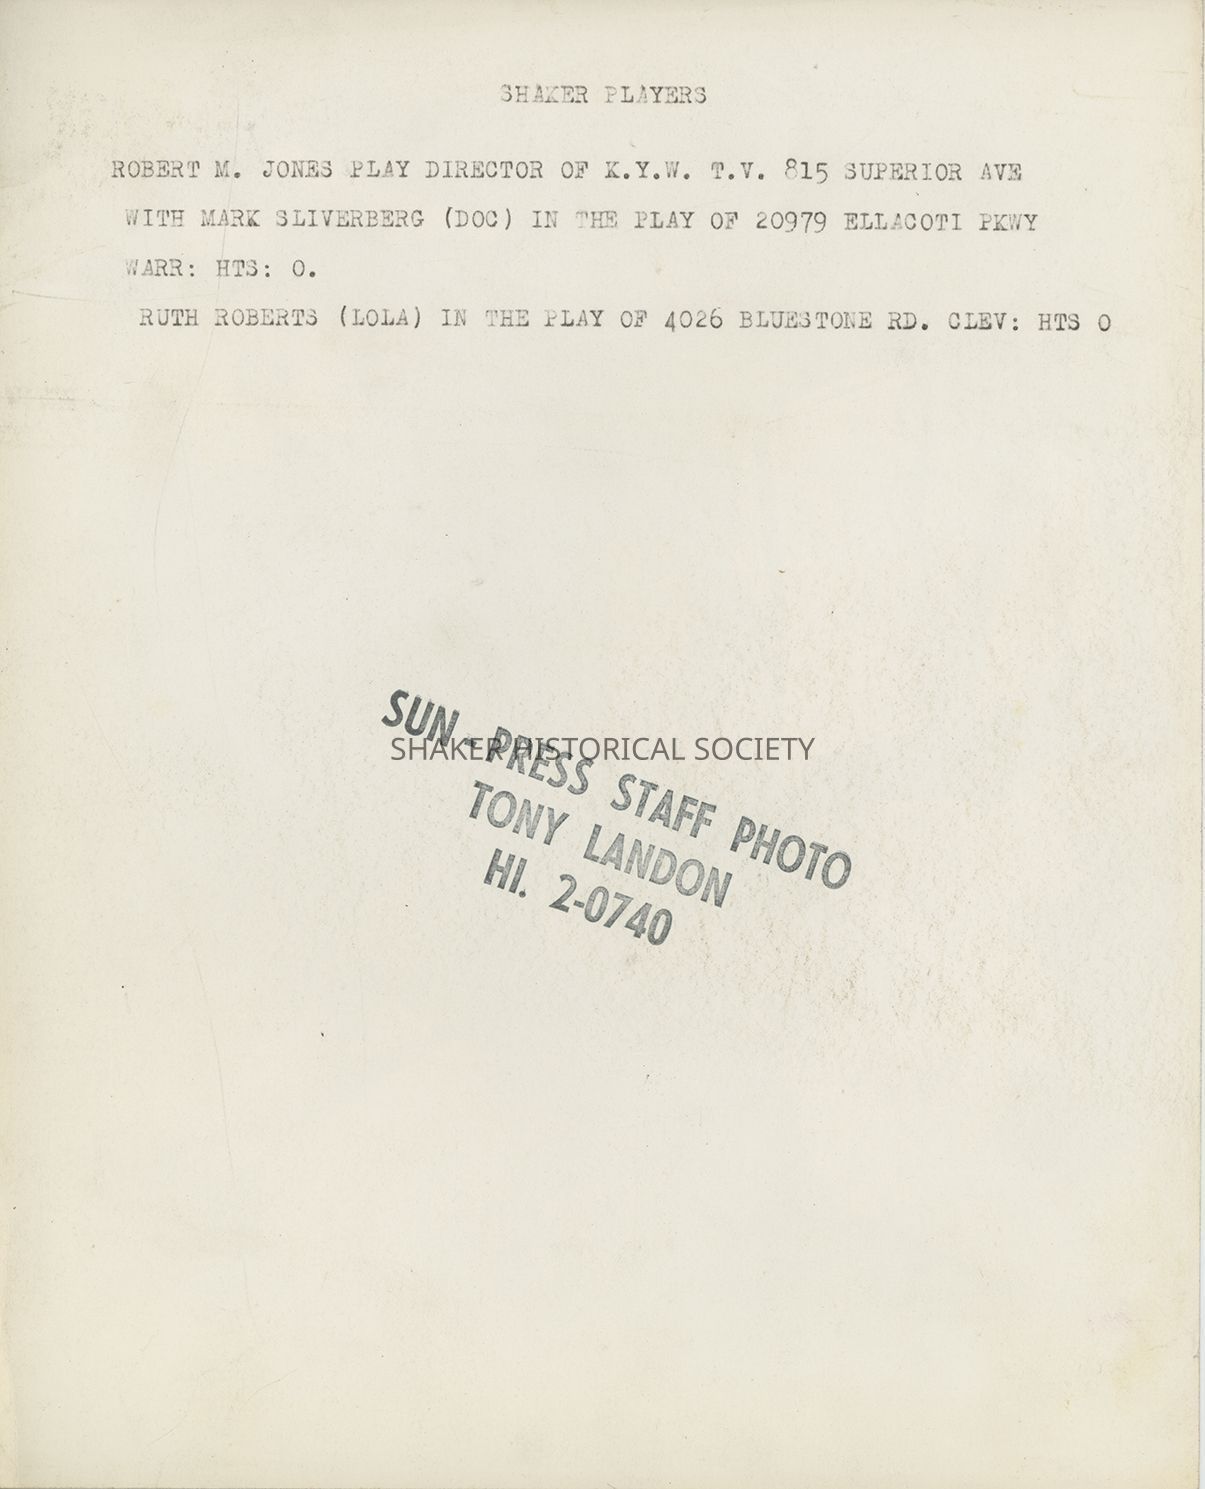 SHAKER PLAYERS
ROBERT M. JONES PLAY DIRECTOR OF K.Y.W. T.V. 815 SUPERIOR AVE
WITH MARK SLIVERBERG (DOC) IN THE PLAY OF 20979 ELLACOTI PKWY
WARR: HTS: O.
RUTH ROBERTS (LOLA) IN THE PLAY OF 4026 BLUESTONE RD. CLEV: HTS O
SUN-PRESS STAFF PHOTO
SHAKER HISTORICAL SOCIETY
TONY LANDON
HI. 2-0740